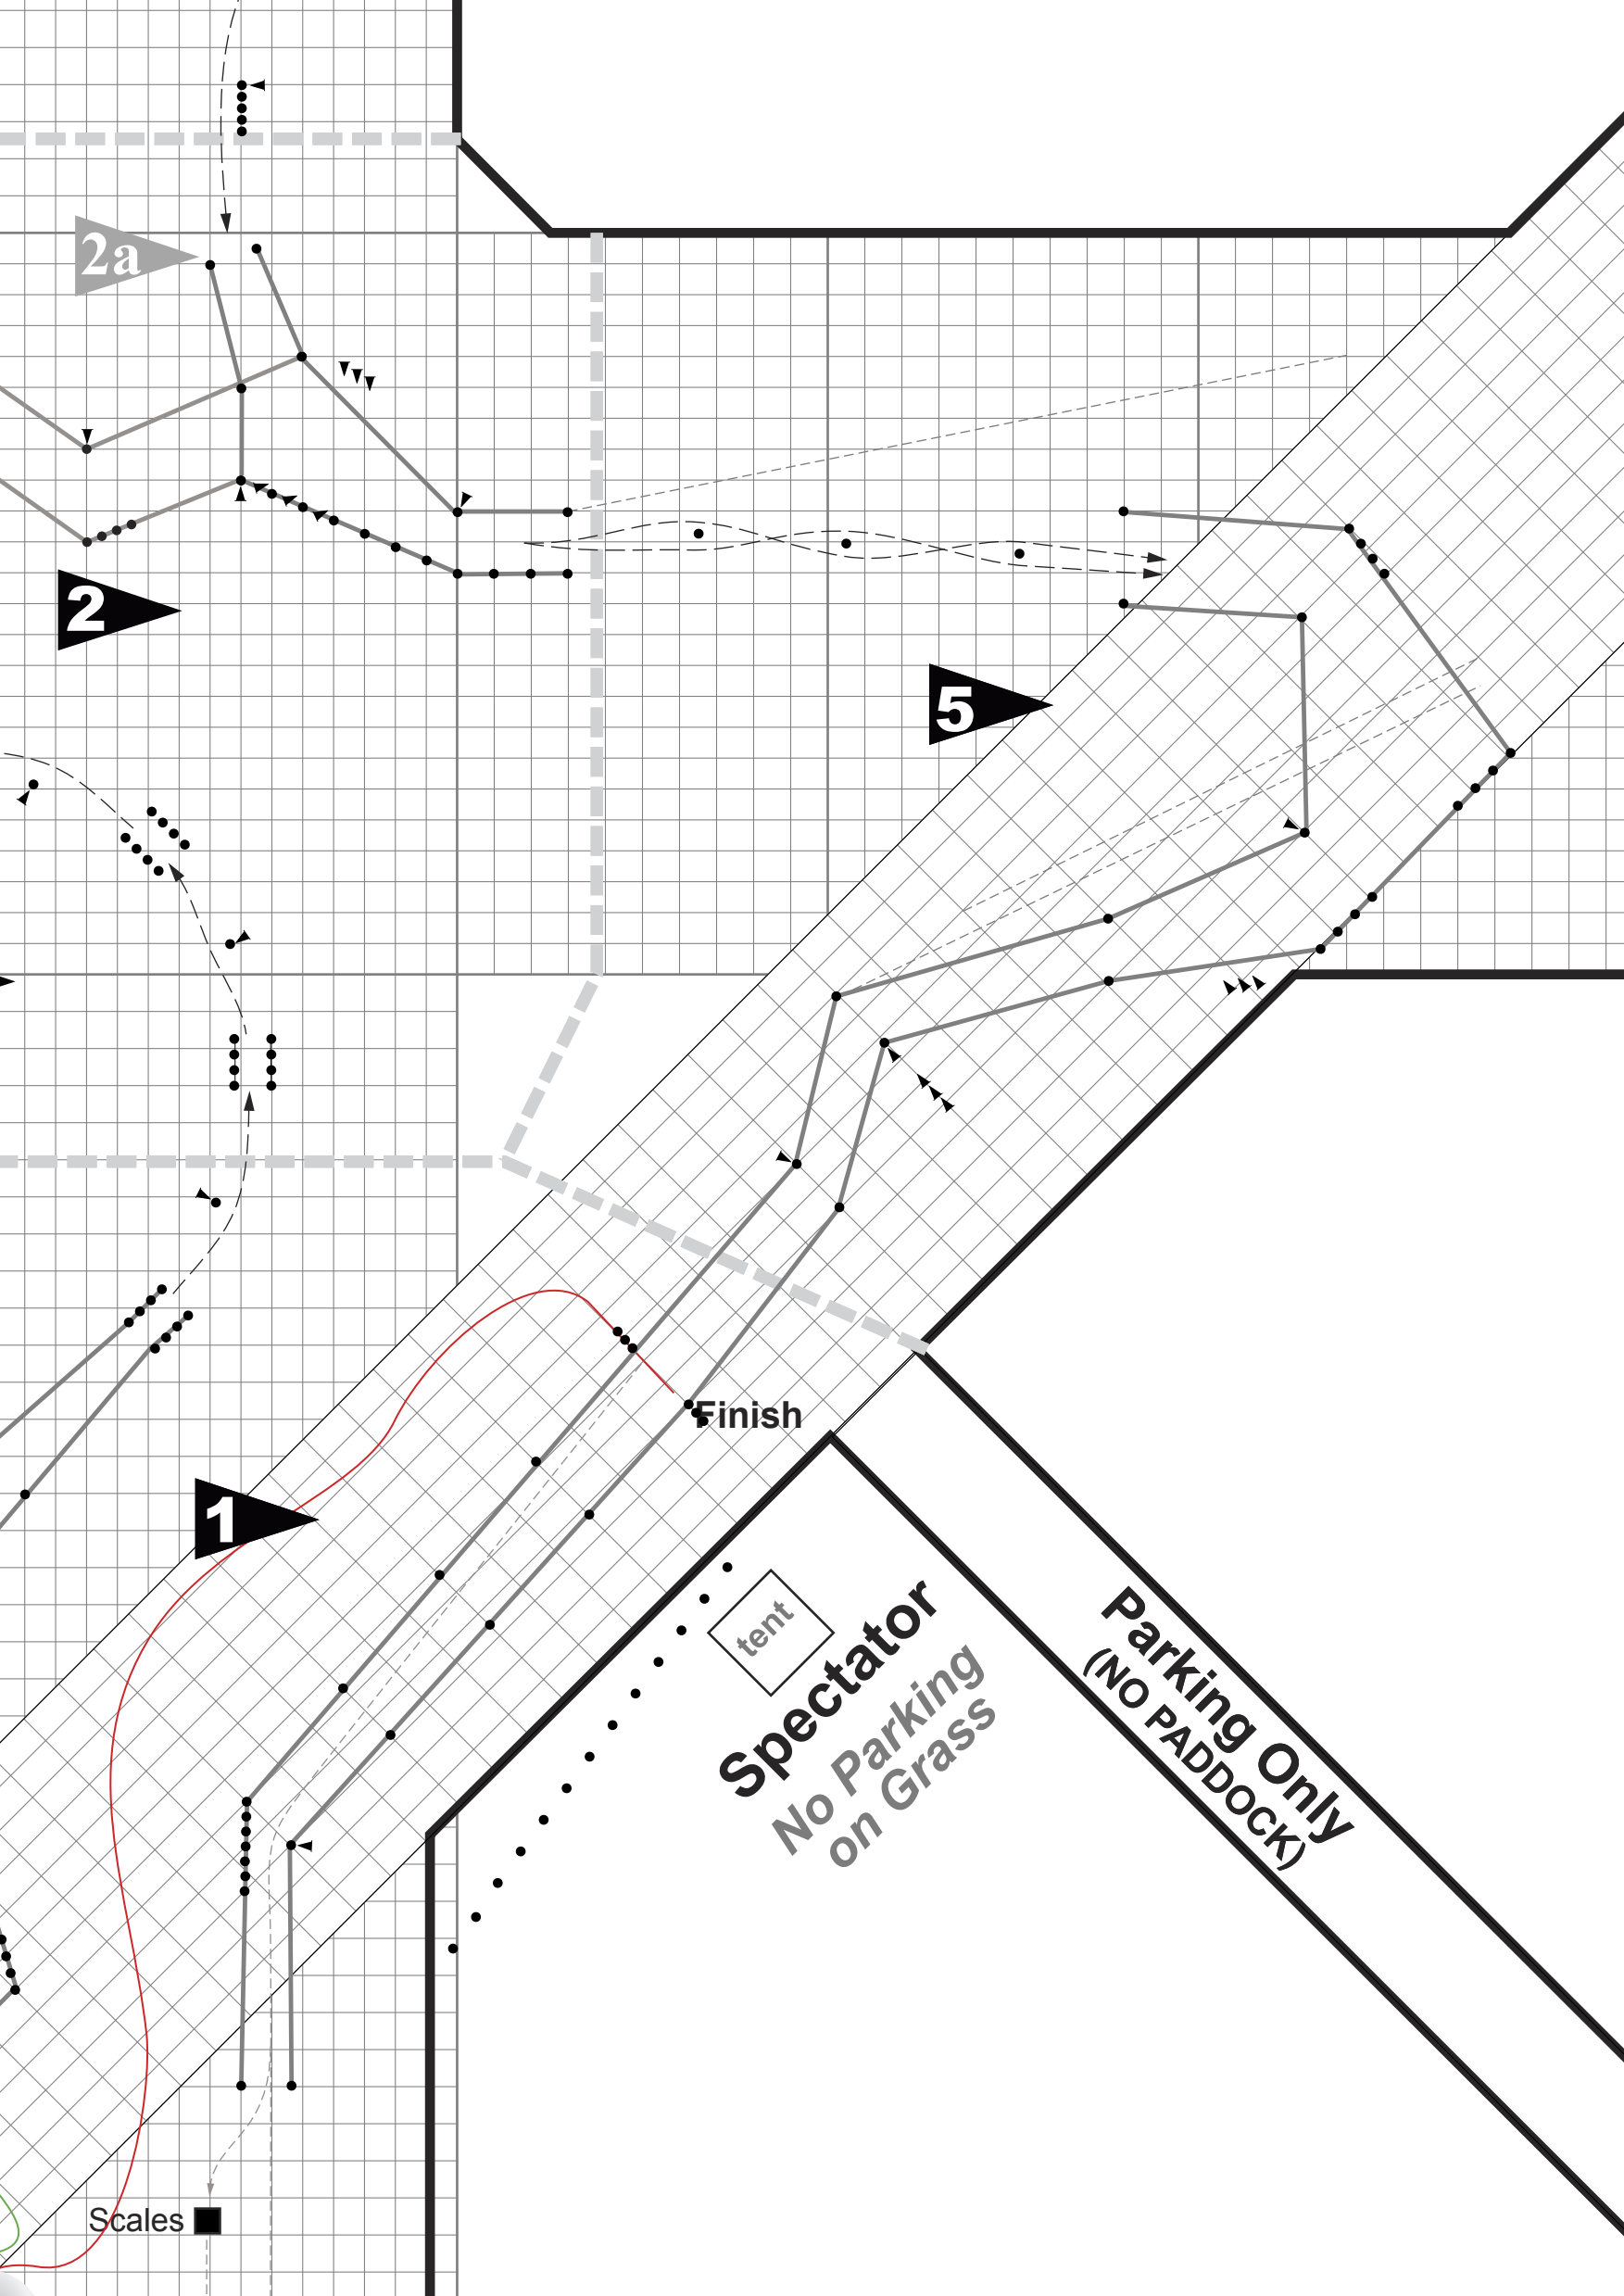 2a
2
5
Finish
1
tent
Spectator
No Parking
on Grass
Parking Only
(NO PADDOCK)
Scales